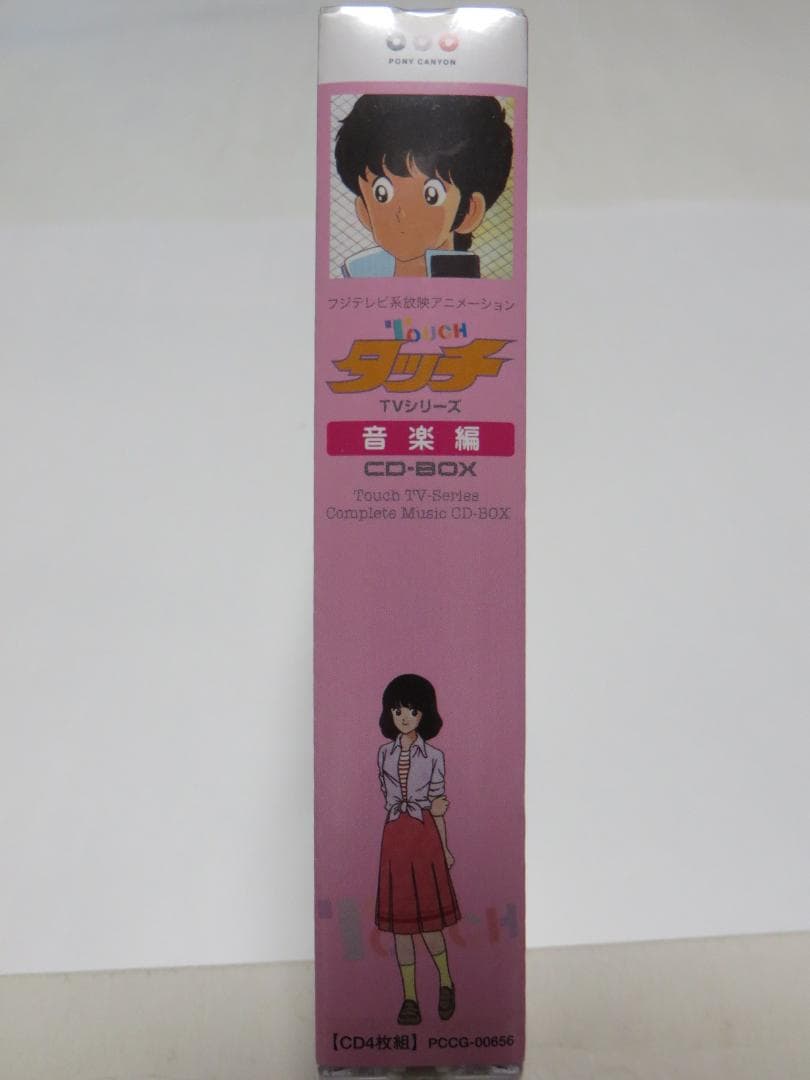 PONY CANYON
フジテレビ系放映アニメーション
TOUCH
タッチ
TVシリーズ
音楽編
CD-BOX
Touch TV-Series
Complete Music CD-BOX
TOUCH
【CD4枚組】 PCCG-00656